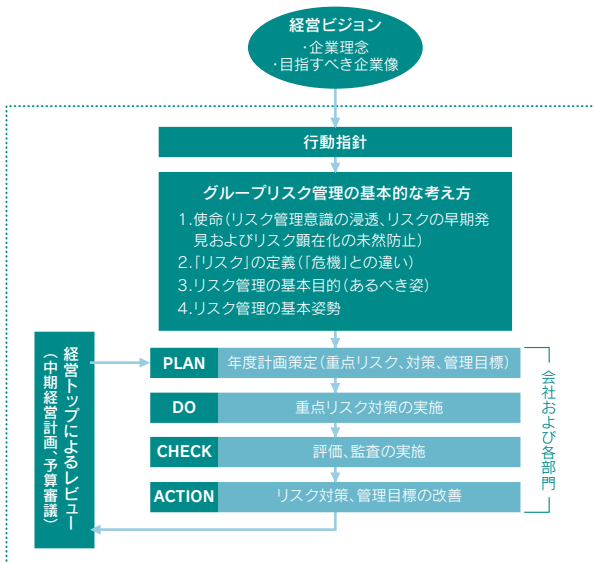 経営ビジョン
・企業理念
・目指すべき企業像
行動指針
グループリスク管理の基本的な考え方
1.使命(リスク管理意識の浸透、リスクの早期発
見およびリスク顕在化の未然防止)
2.「リスク」の定義(「危機」との違い)
3.リスク管理の基本目的(あるべき姿)
4.リスク管理の基本姿勢
経営トップによるレビュー
(中期経営計画、予算審議)
PLAN 年度計画策定(重点リスク、対策、管理目標)
DO 重点リスク対策の実施
CHECK 評価、監査の実施
ACTION リスク対策、管理目標の改善
会社および各部門